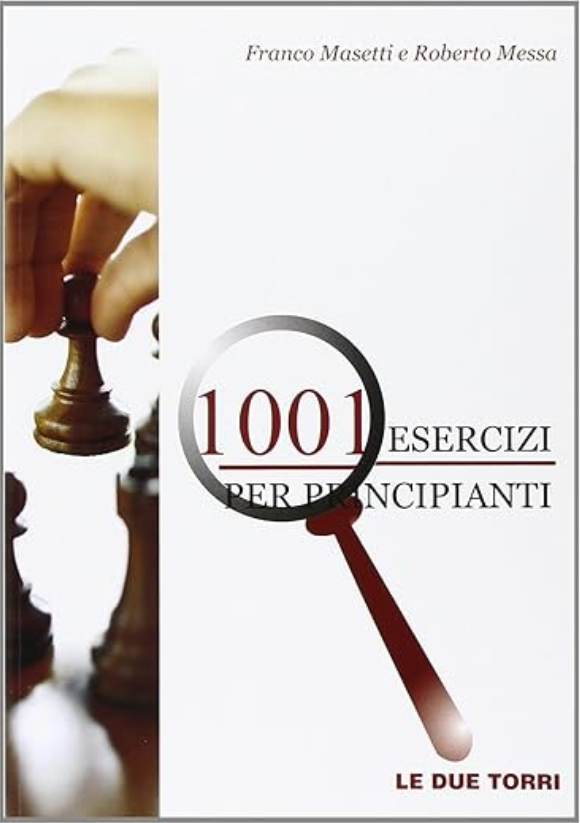 Franco Masetti e Roberto Messa
1001 ESERCIZI
PER PRINCIPIANTI
LE DUE TORRI